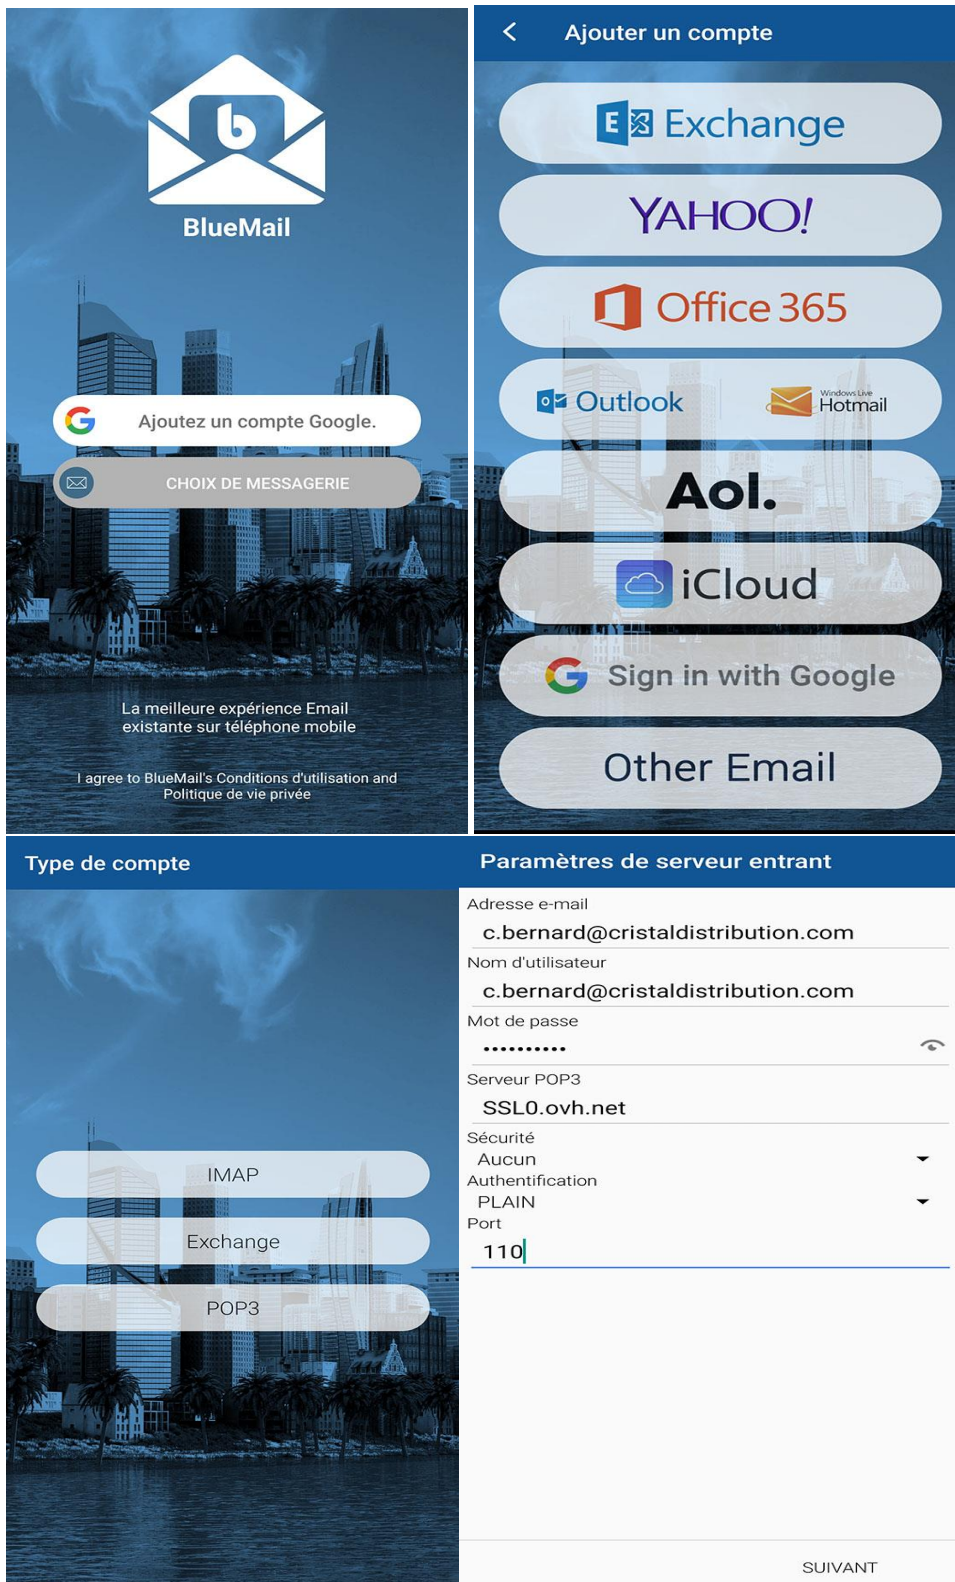 b
BlueMail
Ajoutez un compte Google.
CHOIX DE MESSAGERIE
La meilleure expérience Email
existante sur téléphone mobile
I agree to BlueMail's Conditions d'utilisation and
Politique de vie privée
Ajouter un compte
Exchange
YAHOO!
Office 365
Outlook
Windows Live
Hotmail
Aol.
iCloud
Sign in with Google
Other Email
Type de compte
IMAP
Exchange
POP3
Paramètres de serveur entrant
Adresse e-mail
c.bernard@cristaldistribution.com
Nom d'utilisateur
c.bernard@cristaldistribution.com
Mot de passe
••••••••••
Serveur POP3
SSL0.ovh.net
Sécurité
Aucun
Authentification
PLAIN
Port
110
SUIVANT